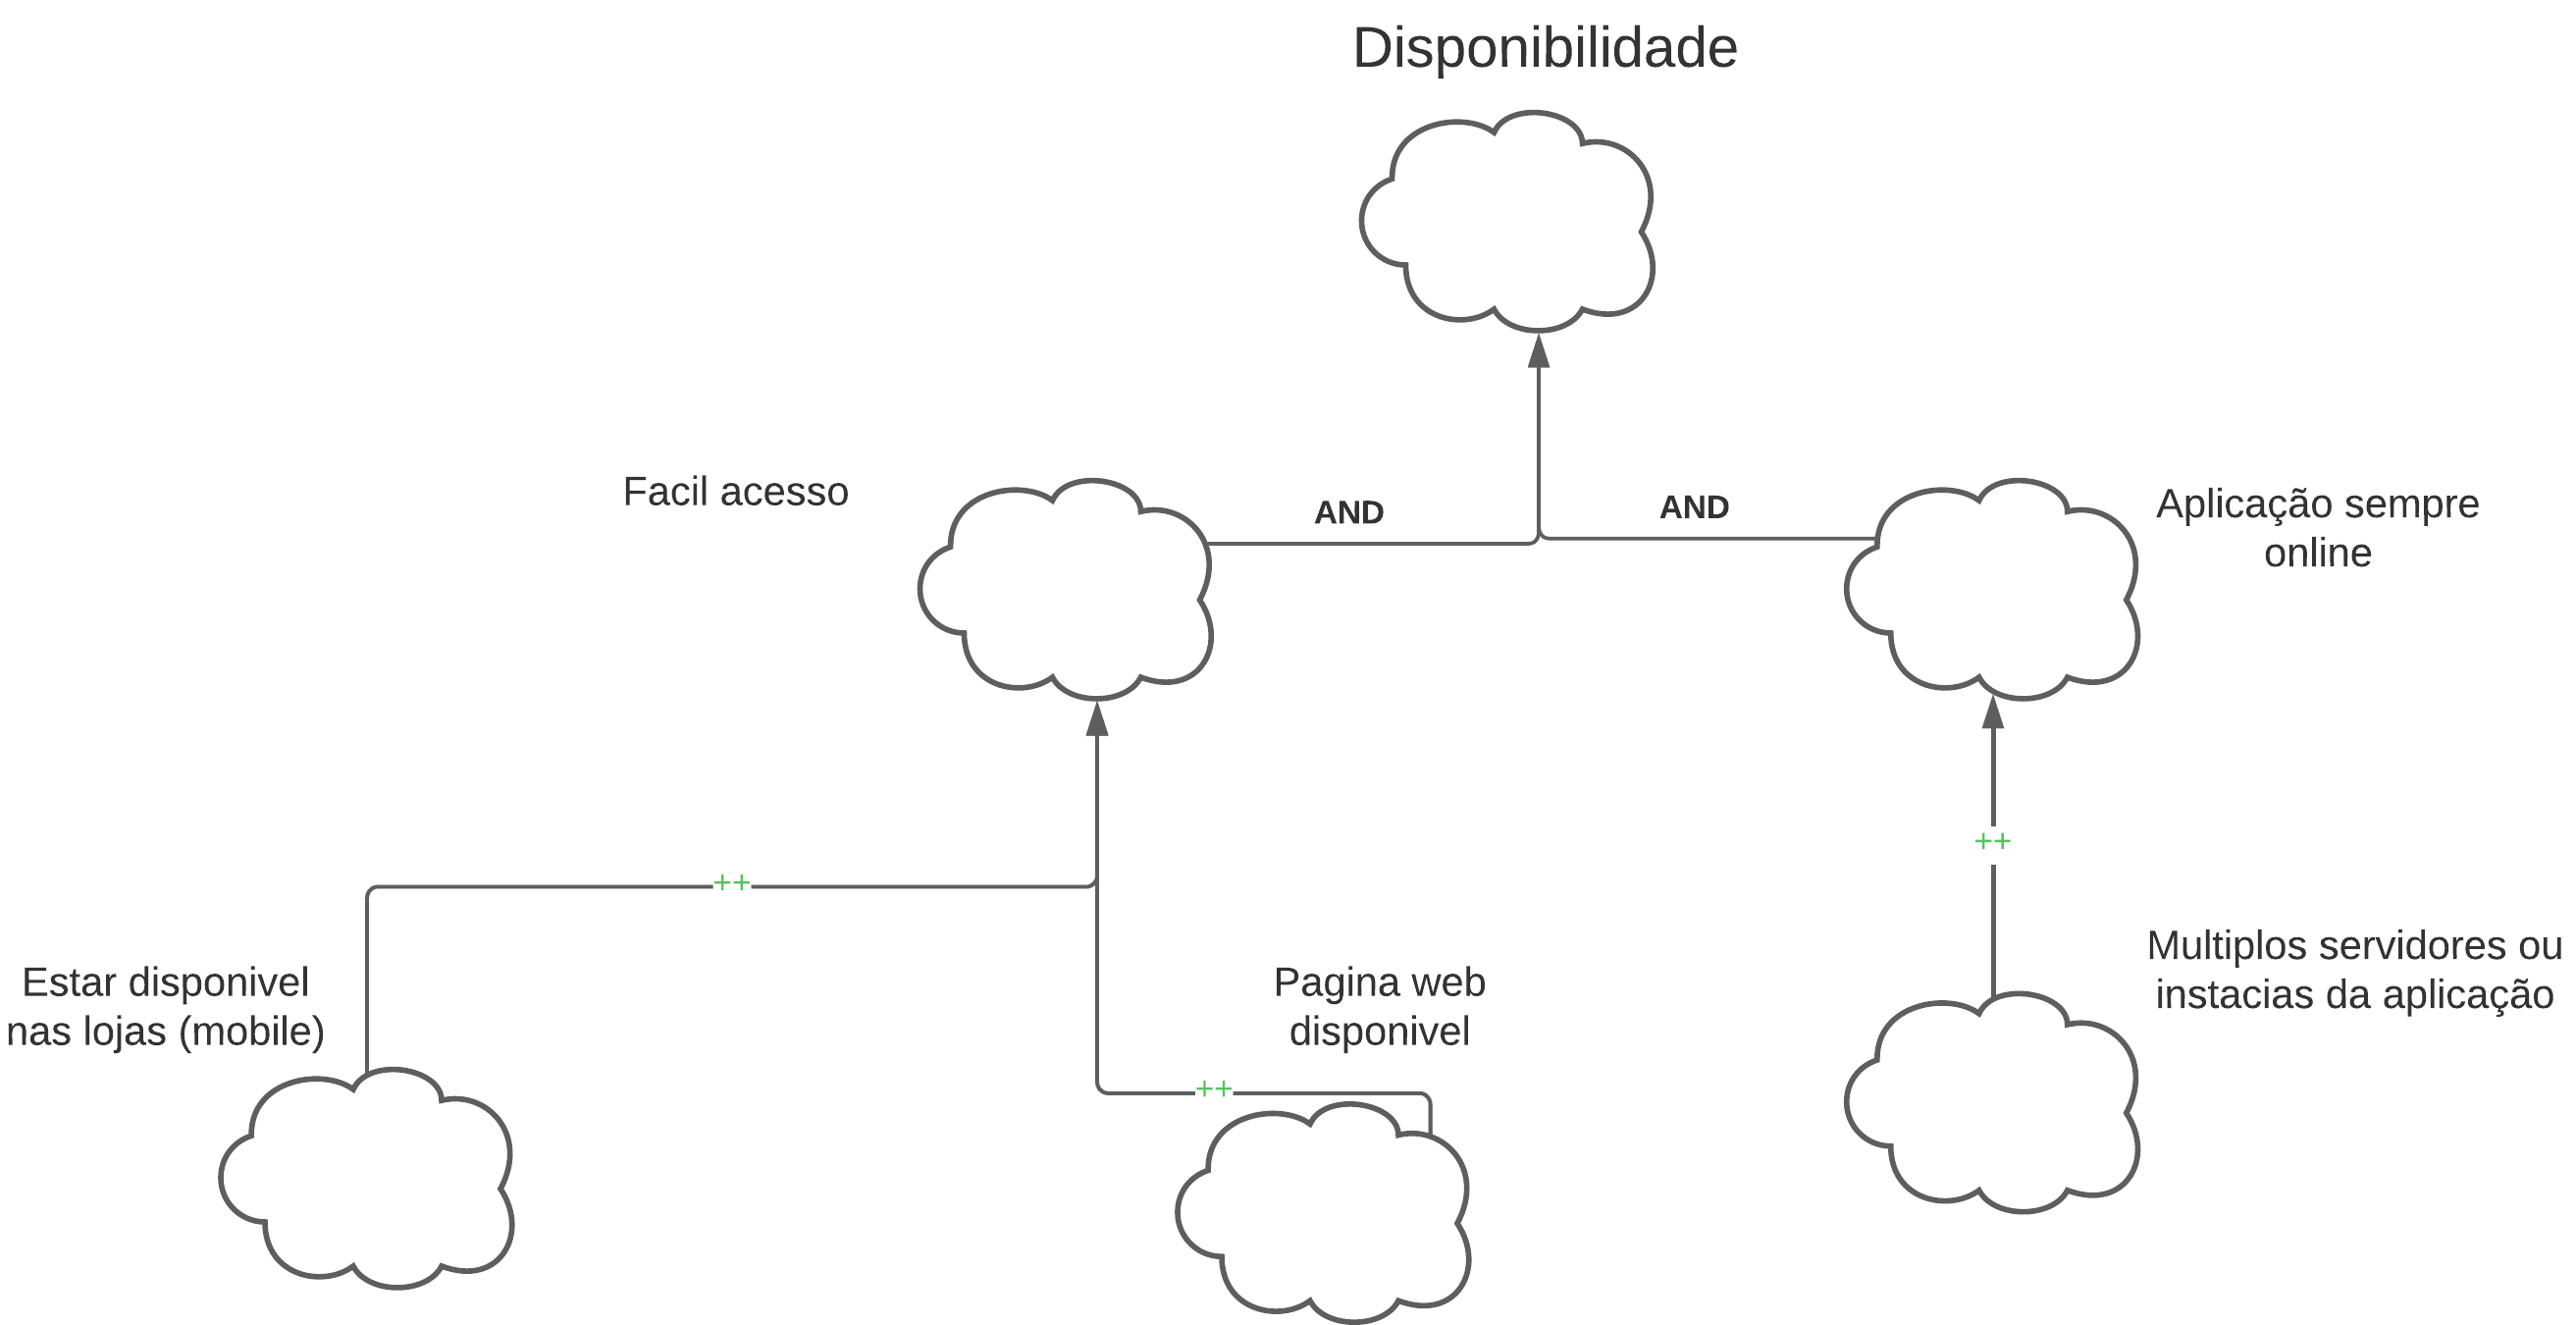 Disponibilidade
Facil acesso
AND
AND
Aplicação sempre
online
++
++
Estar disponivel
nas lojas (mobile)
Pagina web
disponivel
++
Multiplos servidores ou
instacias da aplicação